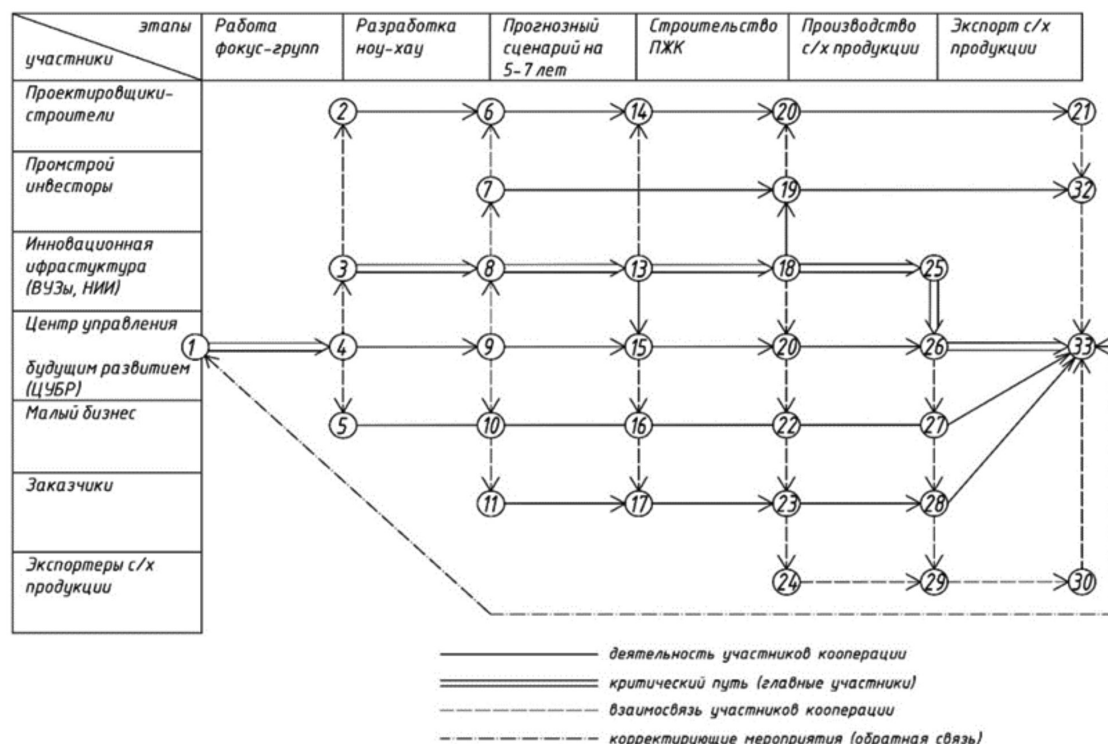 этапы
участники
Работа
фокус-групп
Разработка
ноу-хау
Прогнозный
сценарий на
5-7 лет
Строительство
ПЖК
Производство
с/х продукции
Экспорт с/х
продукции
Проектировщики-
строители
2 6 14 20 21
Промстрой
инвесторы
7 19 32
Инновационная
ифрастуктура
(ВУЗы, НИИ)
3 8 13 18 25
Центр управления
будущим развитием
(ЦУБР)
1 4 9 15 20 26 33
Малый бизнес
5 10 16 22 27
Заказчики
11 17 23 28
Экспортеры с/х
продукции
24 29 30
деятельность участников кооперации
критический путь (главные участники)
взаимосвязь участников кооперации
корректирующие мероприятия (обратная связь)